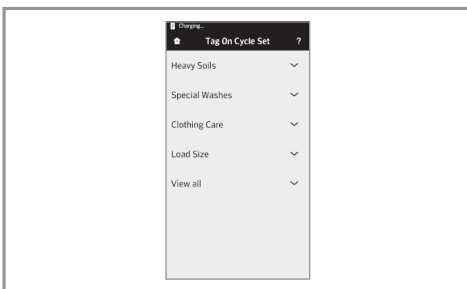 Charging...
Tag On Cycle Set ?
Heavy Soils
Special Washes
Clothing Care
Load Size
View all